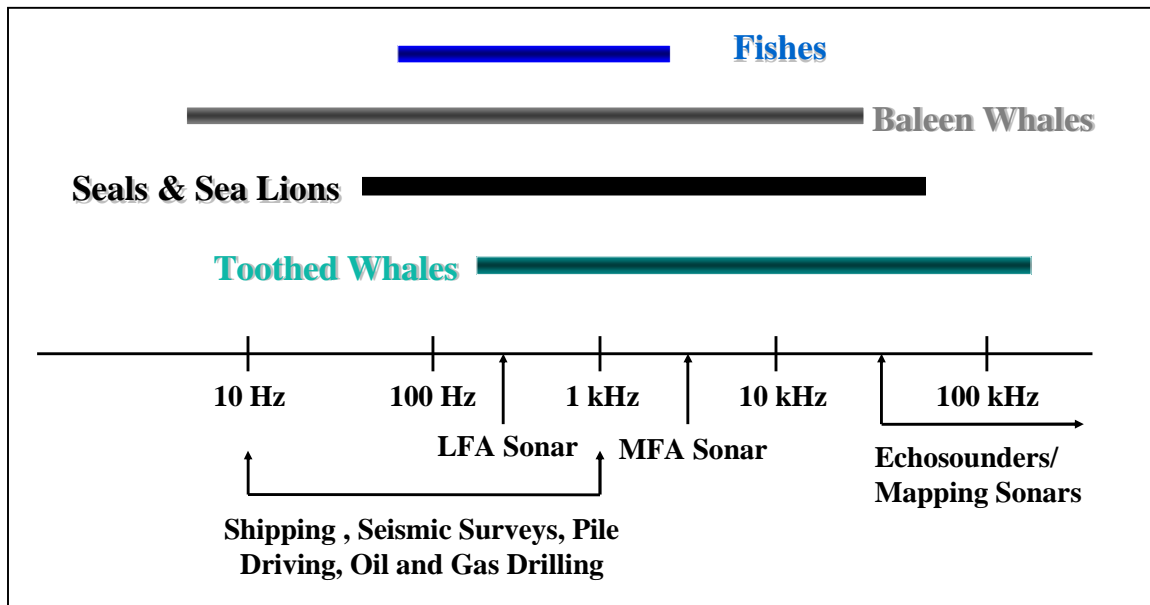 Fishes
Baleen Whales
Seals & Sea Lions
Toothed Whales
10 Hz 100 Hz 1 kHz 10 kHz 100 kHz
LFA Sonar MFA Sonar
Echosounders/
Mapping Sonars
Shipping , Seismic Surveys, Pile
Driving, Oil and Gas Drilling